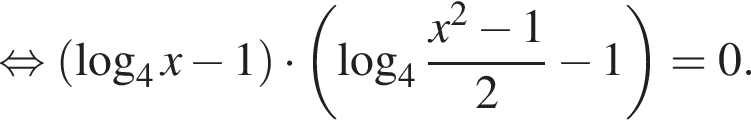 ⇔ (log₄ x − 1) · (log₄ (x² − 1)/2 − 1) = 0.